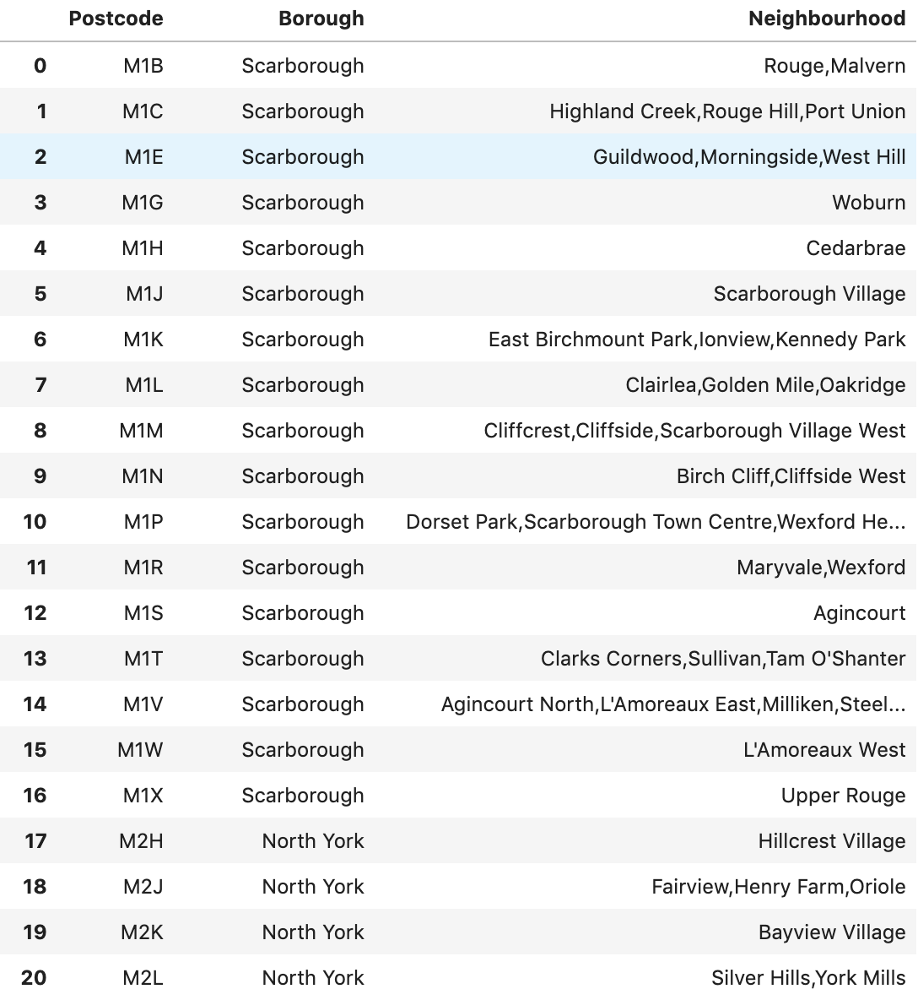 Postcode Borough Neighbourhood
0 M1B Scarborough Rouge,Malvern
1 M1C Scarborough Highland Creek,Rouge Hill,Port Union
2 M1E Scarborough Guildwood,Morningside,West Hill
3 M1G Scarborough Woburn
4 M1H Scarborough Cedarbrae
5 M1J Scarborough Scarborough Village
6 M1K Scarborough East Birchmount Park,Ionview,Kennedy Park
7 M1L Scarborough Clairlea,Golden Mile,Oakridge
8 M1M Scarborough Cliffcrest,Cliffside,Scarborough Village West
9 M1N Scarborough Birch Cliff,Cliffside West
10 M1P Scarborough Dorset Park,Scarborough Town Centre,Wexford He...
11 M1R Scarborough Maryvale,Wexford
12 M1S Scarborough Agincourt
13 M1T Scarborough Clarks Corners,Sullivan,Tam O'Shanter
14 M1V Scarborough Agincourt North,L'Amoreaux East,Milliken,Steel...
15 M1W Scarborough L'Amoreaux West
16 M1X Scarborough Upper Rouge
17 M2H North York Hillcrest Village
18 M2J North York Fairview,Henry Farm,Oriole
19 M2K North York Bayview Village
20 M2L North York Silver Hills,York Mills